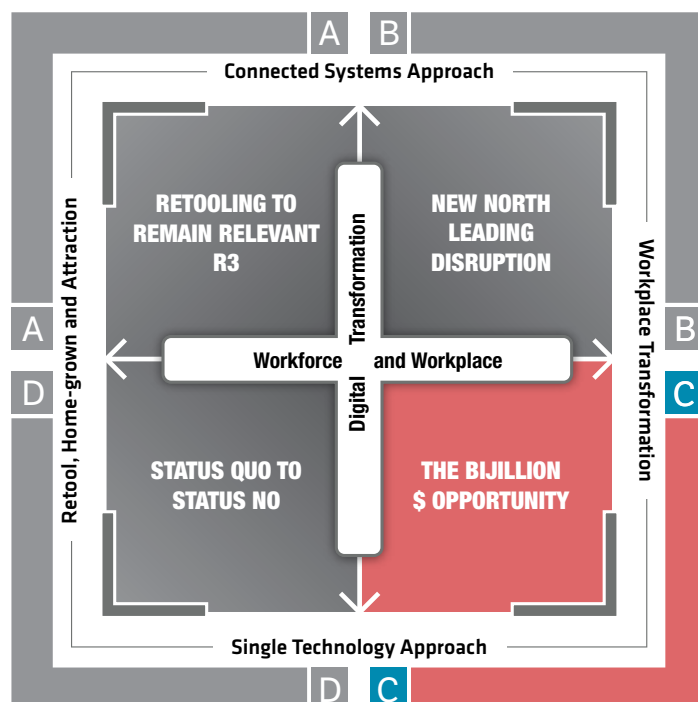 A B
Connected Systems Approach
RETOOLING TO
REMAIN RELEVANT
R3
NEW NORTH
LEADING
DISRUPTION
Retool, Home-grown and Attraction
Workplace Transformation
Digital Transformation
Workforce and Workplace
A
B
D
C
STATUS QUO TO
STATUS NO
THE BIJILLION
$ OPPORTUNITY
Single Technology Approach
D C